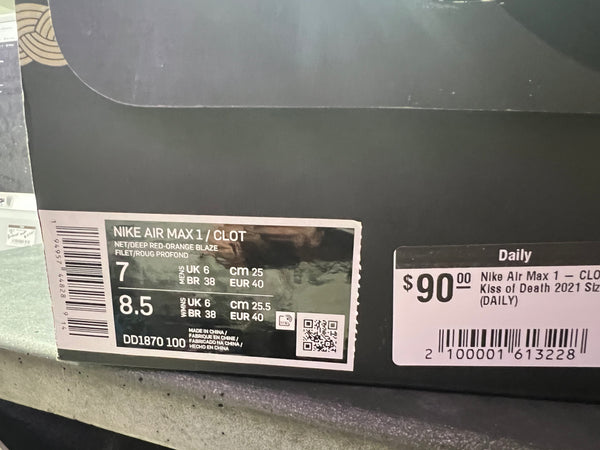 NIKE AIR MAX 1 / CLOT
NET/DEEP RED-ORANGE BLAZE
FILET/ROUG PROFOND
7 MENS UK 6 CM 25
BR 38 EUR 40
8.5 WMNS UK 6 CM 25.5
BR 38 EUR 40
DD1870 100
MADE IN CHINA /
FABRIQUE EN CHINE /
FABRICADO NA CHINA /
HECHO EN CHINA
Daily
$90.00
Nike Air Max 1 — CLO
Kiss of Death 2021 Siz
(DAILY)
2 100001 613228